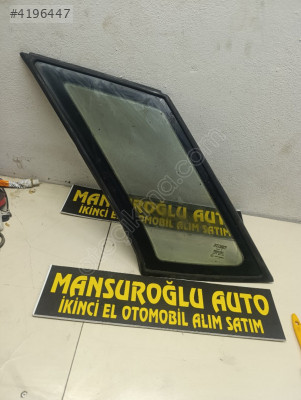 #4196447
MANSUROĞLU AUTO
İKİNCİ EL OTOMOBİL ALIM SATIM
MANSUROĞLU AUTO
İKİNCİ EL OTOMOBİL ALIM SATIM